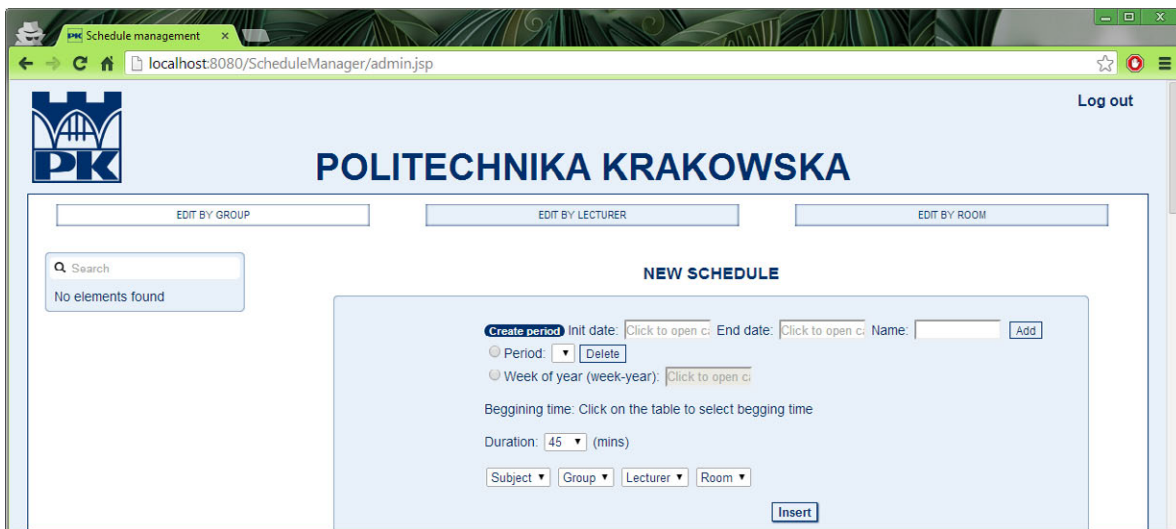 PK Schedule management
localhost:8080/ScheduleManager/admin.jsp
Log out
PK
POLITECHNIKA KRAKOWSKA
EDIT BY GROUP EDIT BY LECTURER EDIT BY ROOM
Search
No elements found
NEW SCHEDULE
Create period Init date: Click to open ca End date: Click to open ca Name: Add
Period: Delete
Week of year (week-year): Click to open ca
Beggining time: Click on the table to select begging time
Duration: 45 (mins)
Subject Group Lecturer Room
Insert